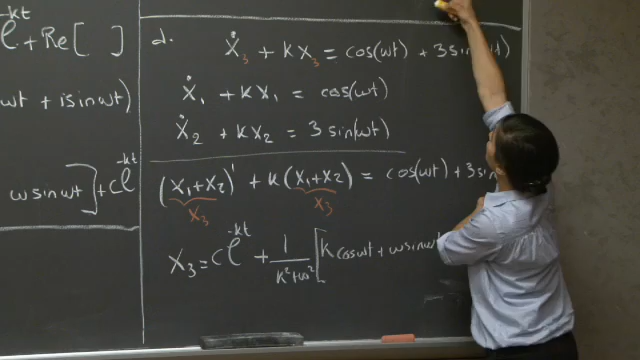 e^-kt + Re[ ]
ωt + i sin ωt)
ω sin ωt] + c e^-kt
d. ẋ₃ + kx₃ = cos(ωt) + 3 sin(ωt)
ẋ₁ + kx₁ = cos(ωt)
ẋ₂ + kx₂ = 3 sin(ωt)
(x₁+x₂)' + k(x₁+x₂) = cos(ωt) + 3 sin
x₃ x₃
x₃ = c e^-kt + 1/(k²+ω²) [k cos ωt + ω sin ωt